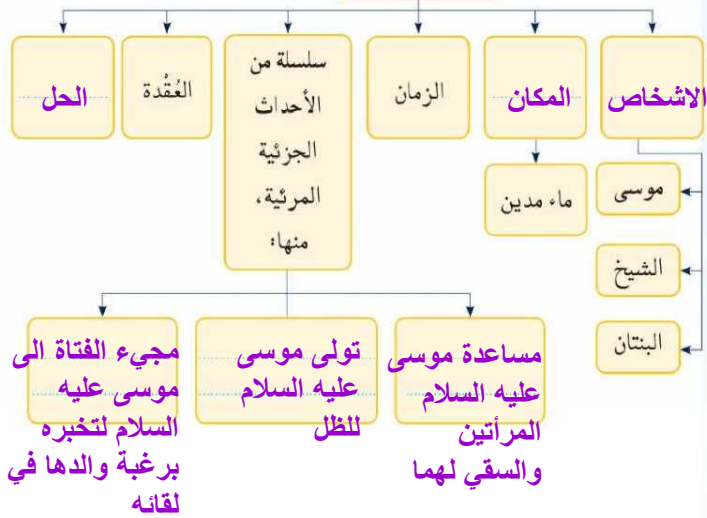 الاشخاص
المكان
الزمان
سلسلة من
الأحداث
الجزئية
المرئية،
منها:
العُقْدة
الحل
موسى
الشيخ
البنتان
ماء مدين
مساعدة موسى
عليه السلام
المرأتين
والسقي لهما
تولى موسى
عليه السلام
للظل
مجيء الفتاة الى
موسى عليه
السلام لتخبره
برغبة والدها في
لقائه